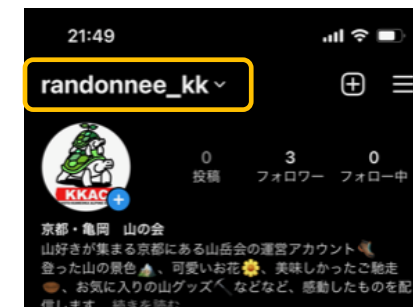 21:49
randonnee_kk
0 3 0
投稿 フォロワー フォロー中
KKAC
京都・亀岡 山の会
山好きが集まる京都にある山岳会の運営アカウント🥾
登った山の景色🏔、可愛いお花🌼、美味しかったご馳走
🌰、お気に入りの山グッズ⛏などなど、感動したものを配
信します 続きを読む